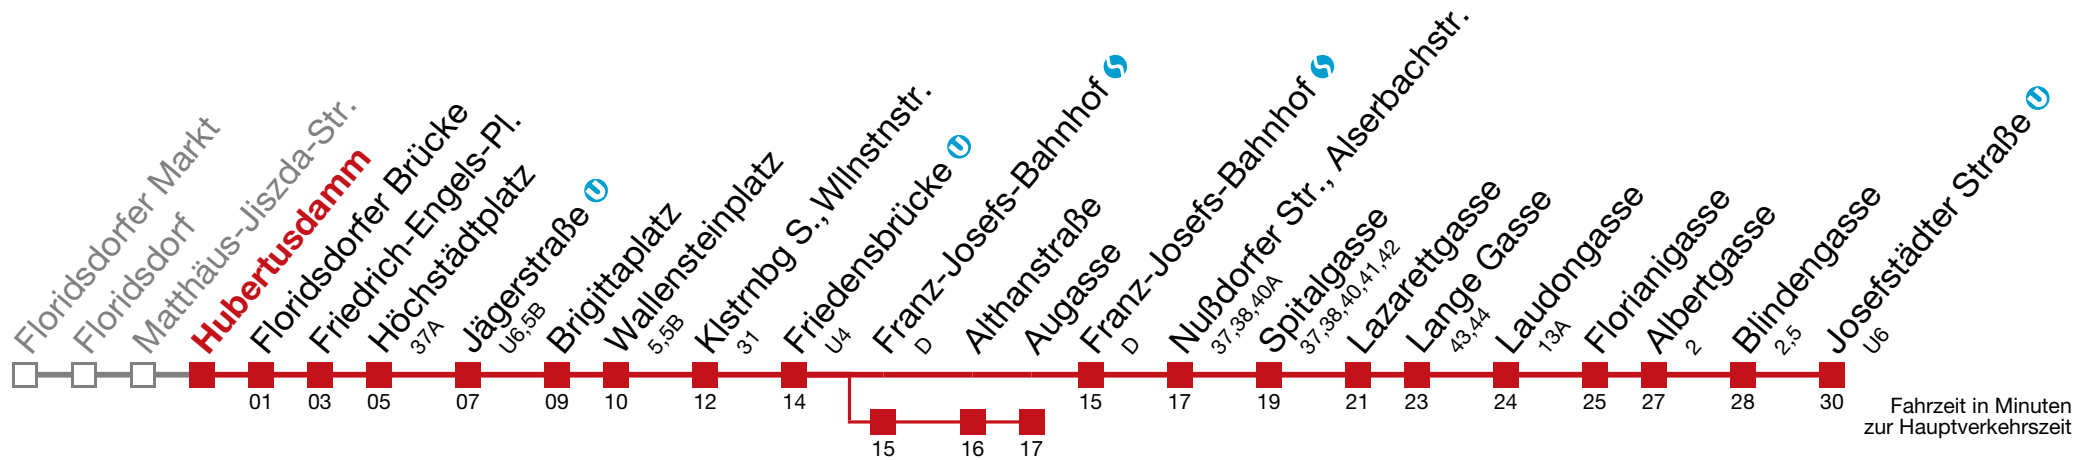 Floridsdorfer Markt
Floridsdorf
Matthäus-Jiszda-Str.
Hubertusdamm
Floridsdorfer Brücke
01
Friedrich-Engels-Pl.
03
Höchstädtplatz
37A
05
Jägerstraße
U6,5B
07
Brigittaplatz
09
Wallensteinplatz
5,5B
10
Klstrnbg S., Wllnstnstr.
31
12
Friedensbrücke
U4
14
Franz-Josefs-Bahnhof
D
15
Althanstraße
16
Augasse
17
Franz-Josefs-Bahnhof
D
15
Nußdorfer Str., Alserbachstr.
37,38,40A
17
Spitalgasse
37,38,40,41,42
19
Lazarettgasse
21
Lange Gasse
43,44
23
Laudongasse
13A
24
Florianigasse
25
Albertgasse
2
27
Blindengasse
2,5
28
Josefstädter Straße
U6
30
Fahrzeit in Minuten
zur Hauptverkehrszeit